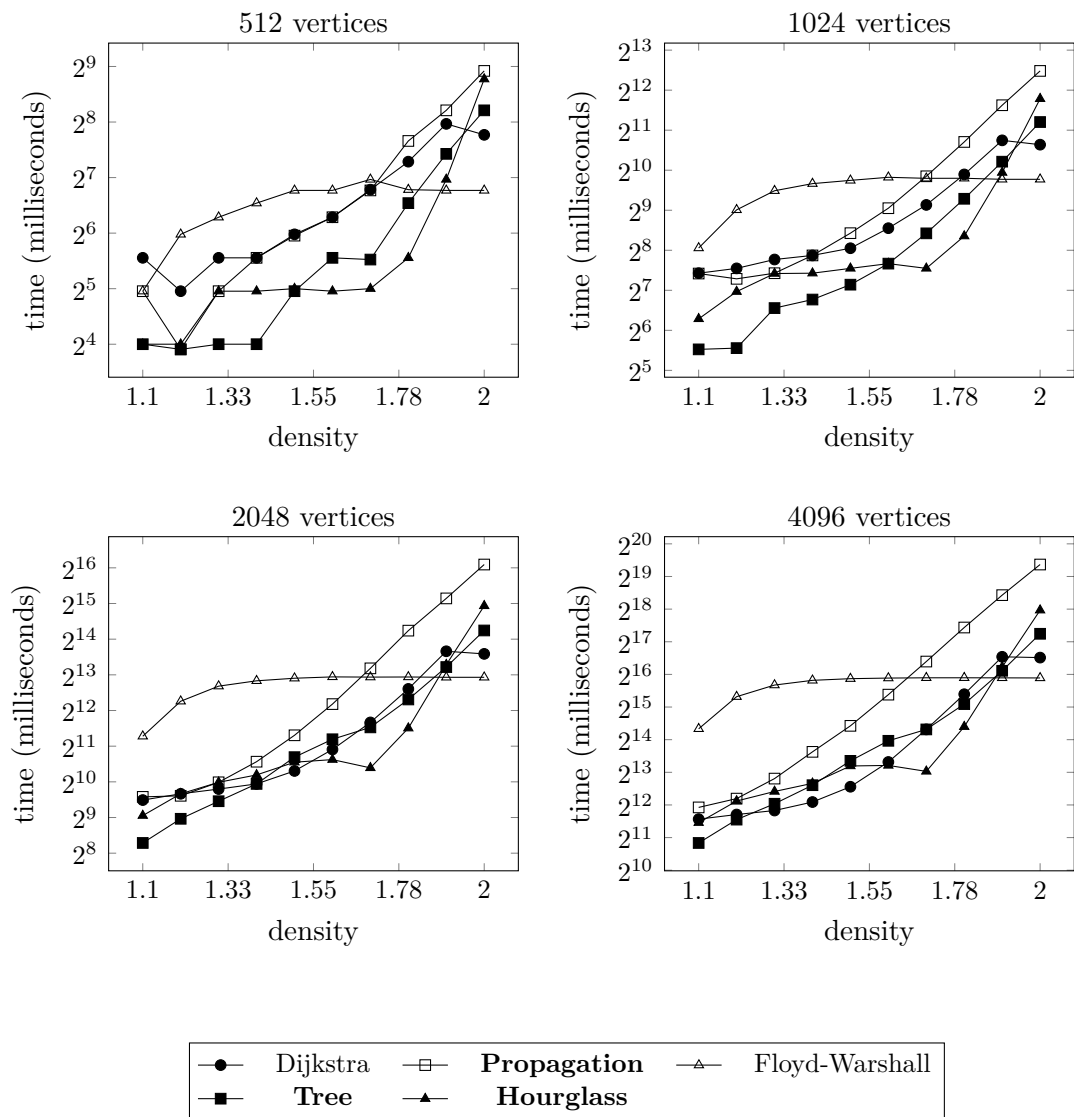 512 vertices
2^9
2^8
2^7
2^6
2^5
2^4
time (milliseconds)
1.1 1.33 1.55 1.78 2
density
1024 vertices
2^13
2^12
2^11
2^10
2^9
2^8
2^7
2^6
2^5
time (milliseconds)
1.1 1.33 1.55 1.78 2
density
2048 vertices
2^16
2^15
2^14
2^13
2^12
2^11
2^10
2^9
2^8
time (milliseconds)
1.1 1.33 1.55 1.78 2
density
4096 vertices
2^20
2^19
2^18
2^17
2^16
2^15
2^14
2^13
2^12
2^11
2^10
time (milliseconds)
1.1 1.33 1.55 1.78 2
density
Dijkstra Propagation Floyd-Warshall
Tree Hourglass